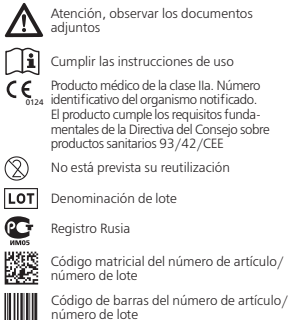 Atención, observar los documentos
adjuntos
Cumplir las instrucciones de uso
CE 0124
Producto médico de la clase IIa. Número
identificativo del organismo notificado.
El producto cumple los requisitos funda-
mentales de la Directiva del Consejo sobre
productos sanitarios 93/42/CEE
2
No está prevista su reutilización
LOT
Denominación de lote
РСТ
ИМ05
Registro Rusia
Código matricial del número de artículo/
número de lote
Código de barras del número de artículo/
número de lote